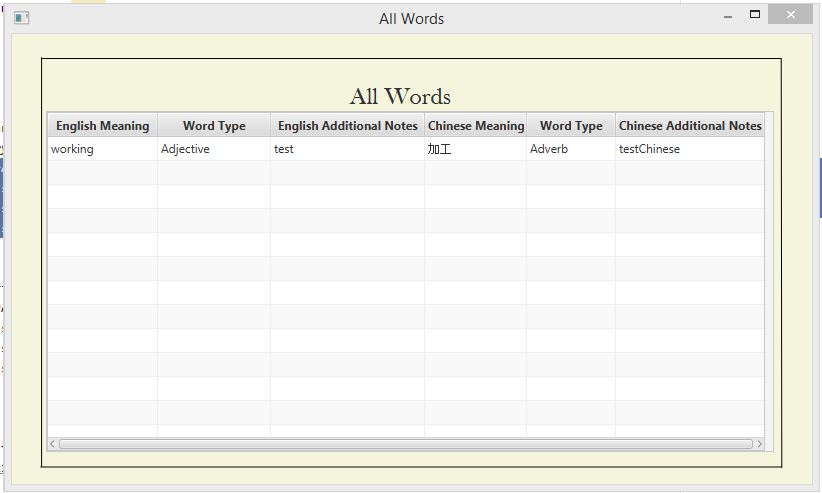 All Words
All Words
English Meaning Word Type English Additional Notes Chinese Meaning Word Type Chinese Additional Notes
working Adjective test 加工 Adverb testChinese